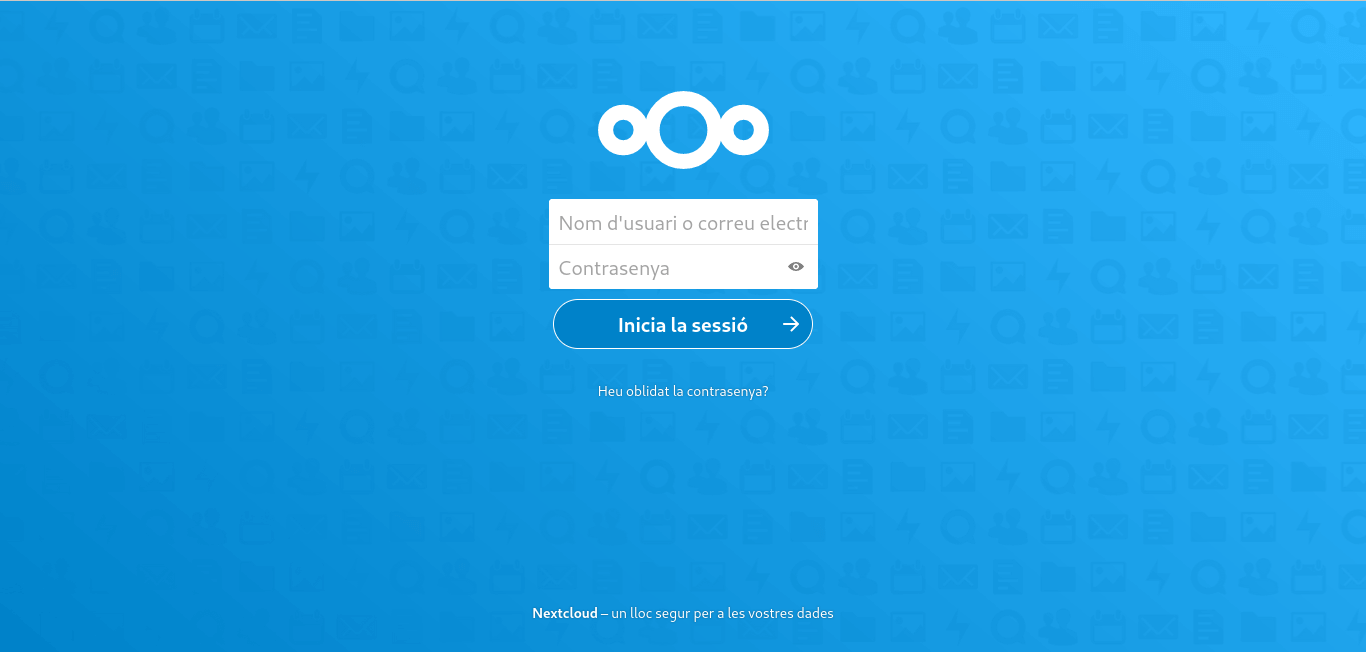 Nom d'usuari o correu electr
Contrasenya
Inicia la sessió
Heu oblidat la contrasenya?
Nextcloud – un lloc segur per a les vostres dades